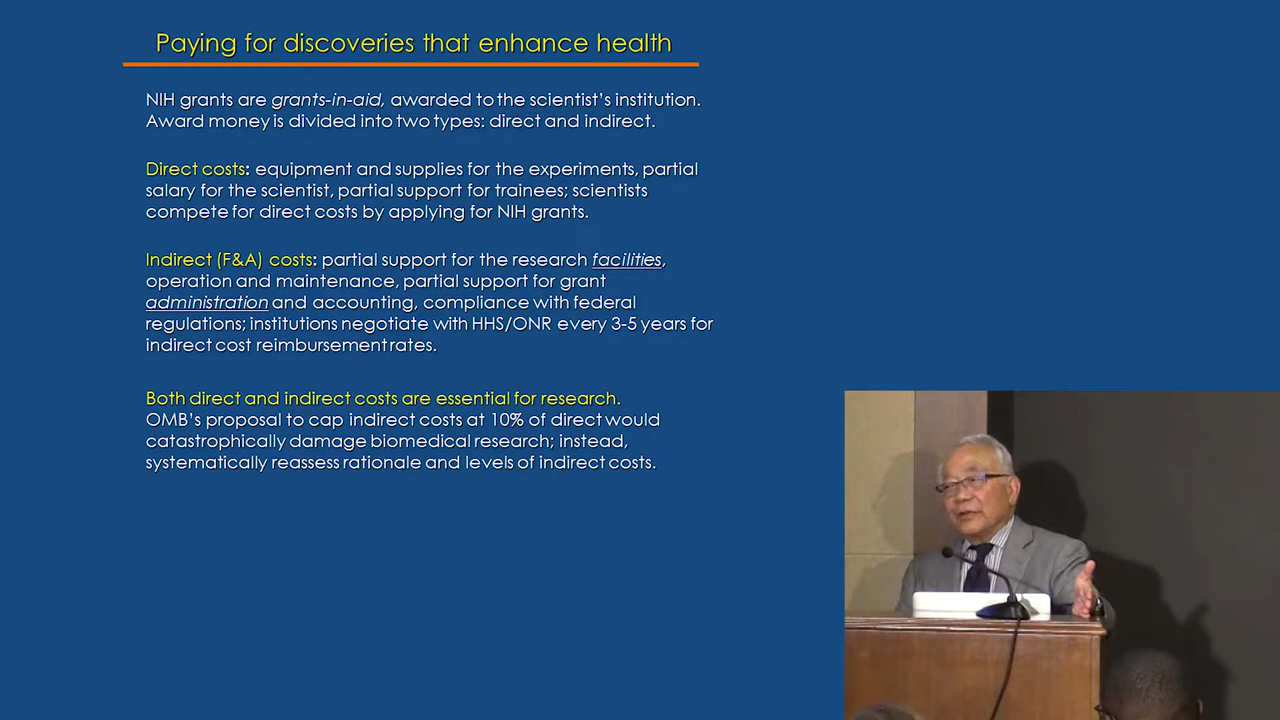 Paying for discoveries that enhance health
NIH grants are grants-in-aid, awarded to the scientist's institution.
Award money is divided into two types: direct and indirect.
Direct costs: equipment and supplies for the experiments, partial
salary for the scientist, partial support for trainees; scientists
compete for direct costs by applying for NIH grants.
Indirect (F&A) costs: partial support for the research facilities,
operation and maintenance, partial support for grant
administration and accounting, compliance with federal
regulations; institutions negotiate with HHS/ONR every 3-5 years for
indirect cost reimbursement rates.
Both direct and indirect costs are essential for research.
OMB's proposal to cap indirect costs at 10% of direct would
catastrophically damage biomedical research; instead,
systematically reassess rationale and levels of indirect costs.